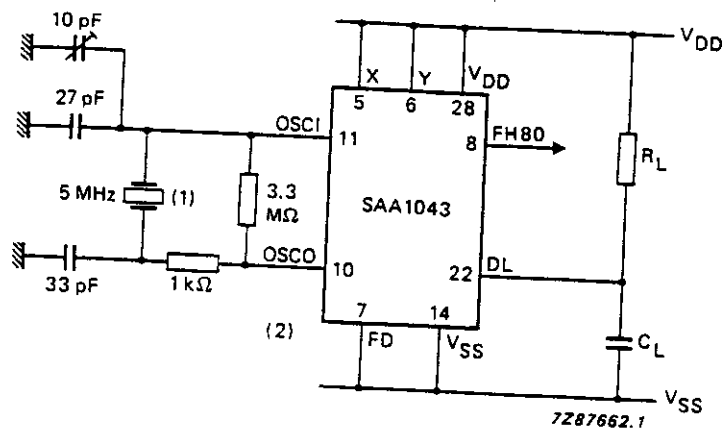 10 pF
V_DD
X
Y
V_DD
5
6
28
27 pF
OSCI
11
8
FH80
R_L
5 MHz
(1)
3.3
MΩ
SAA1043
OSCO
10
22
DL
33 pF
1 kΩ
(2)
7
14
FD
V_SS
C_L
V_SS
7Z87662.1